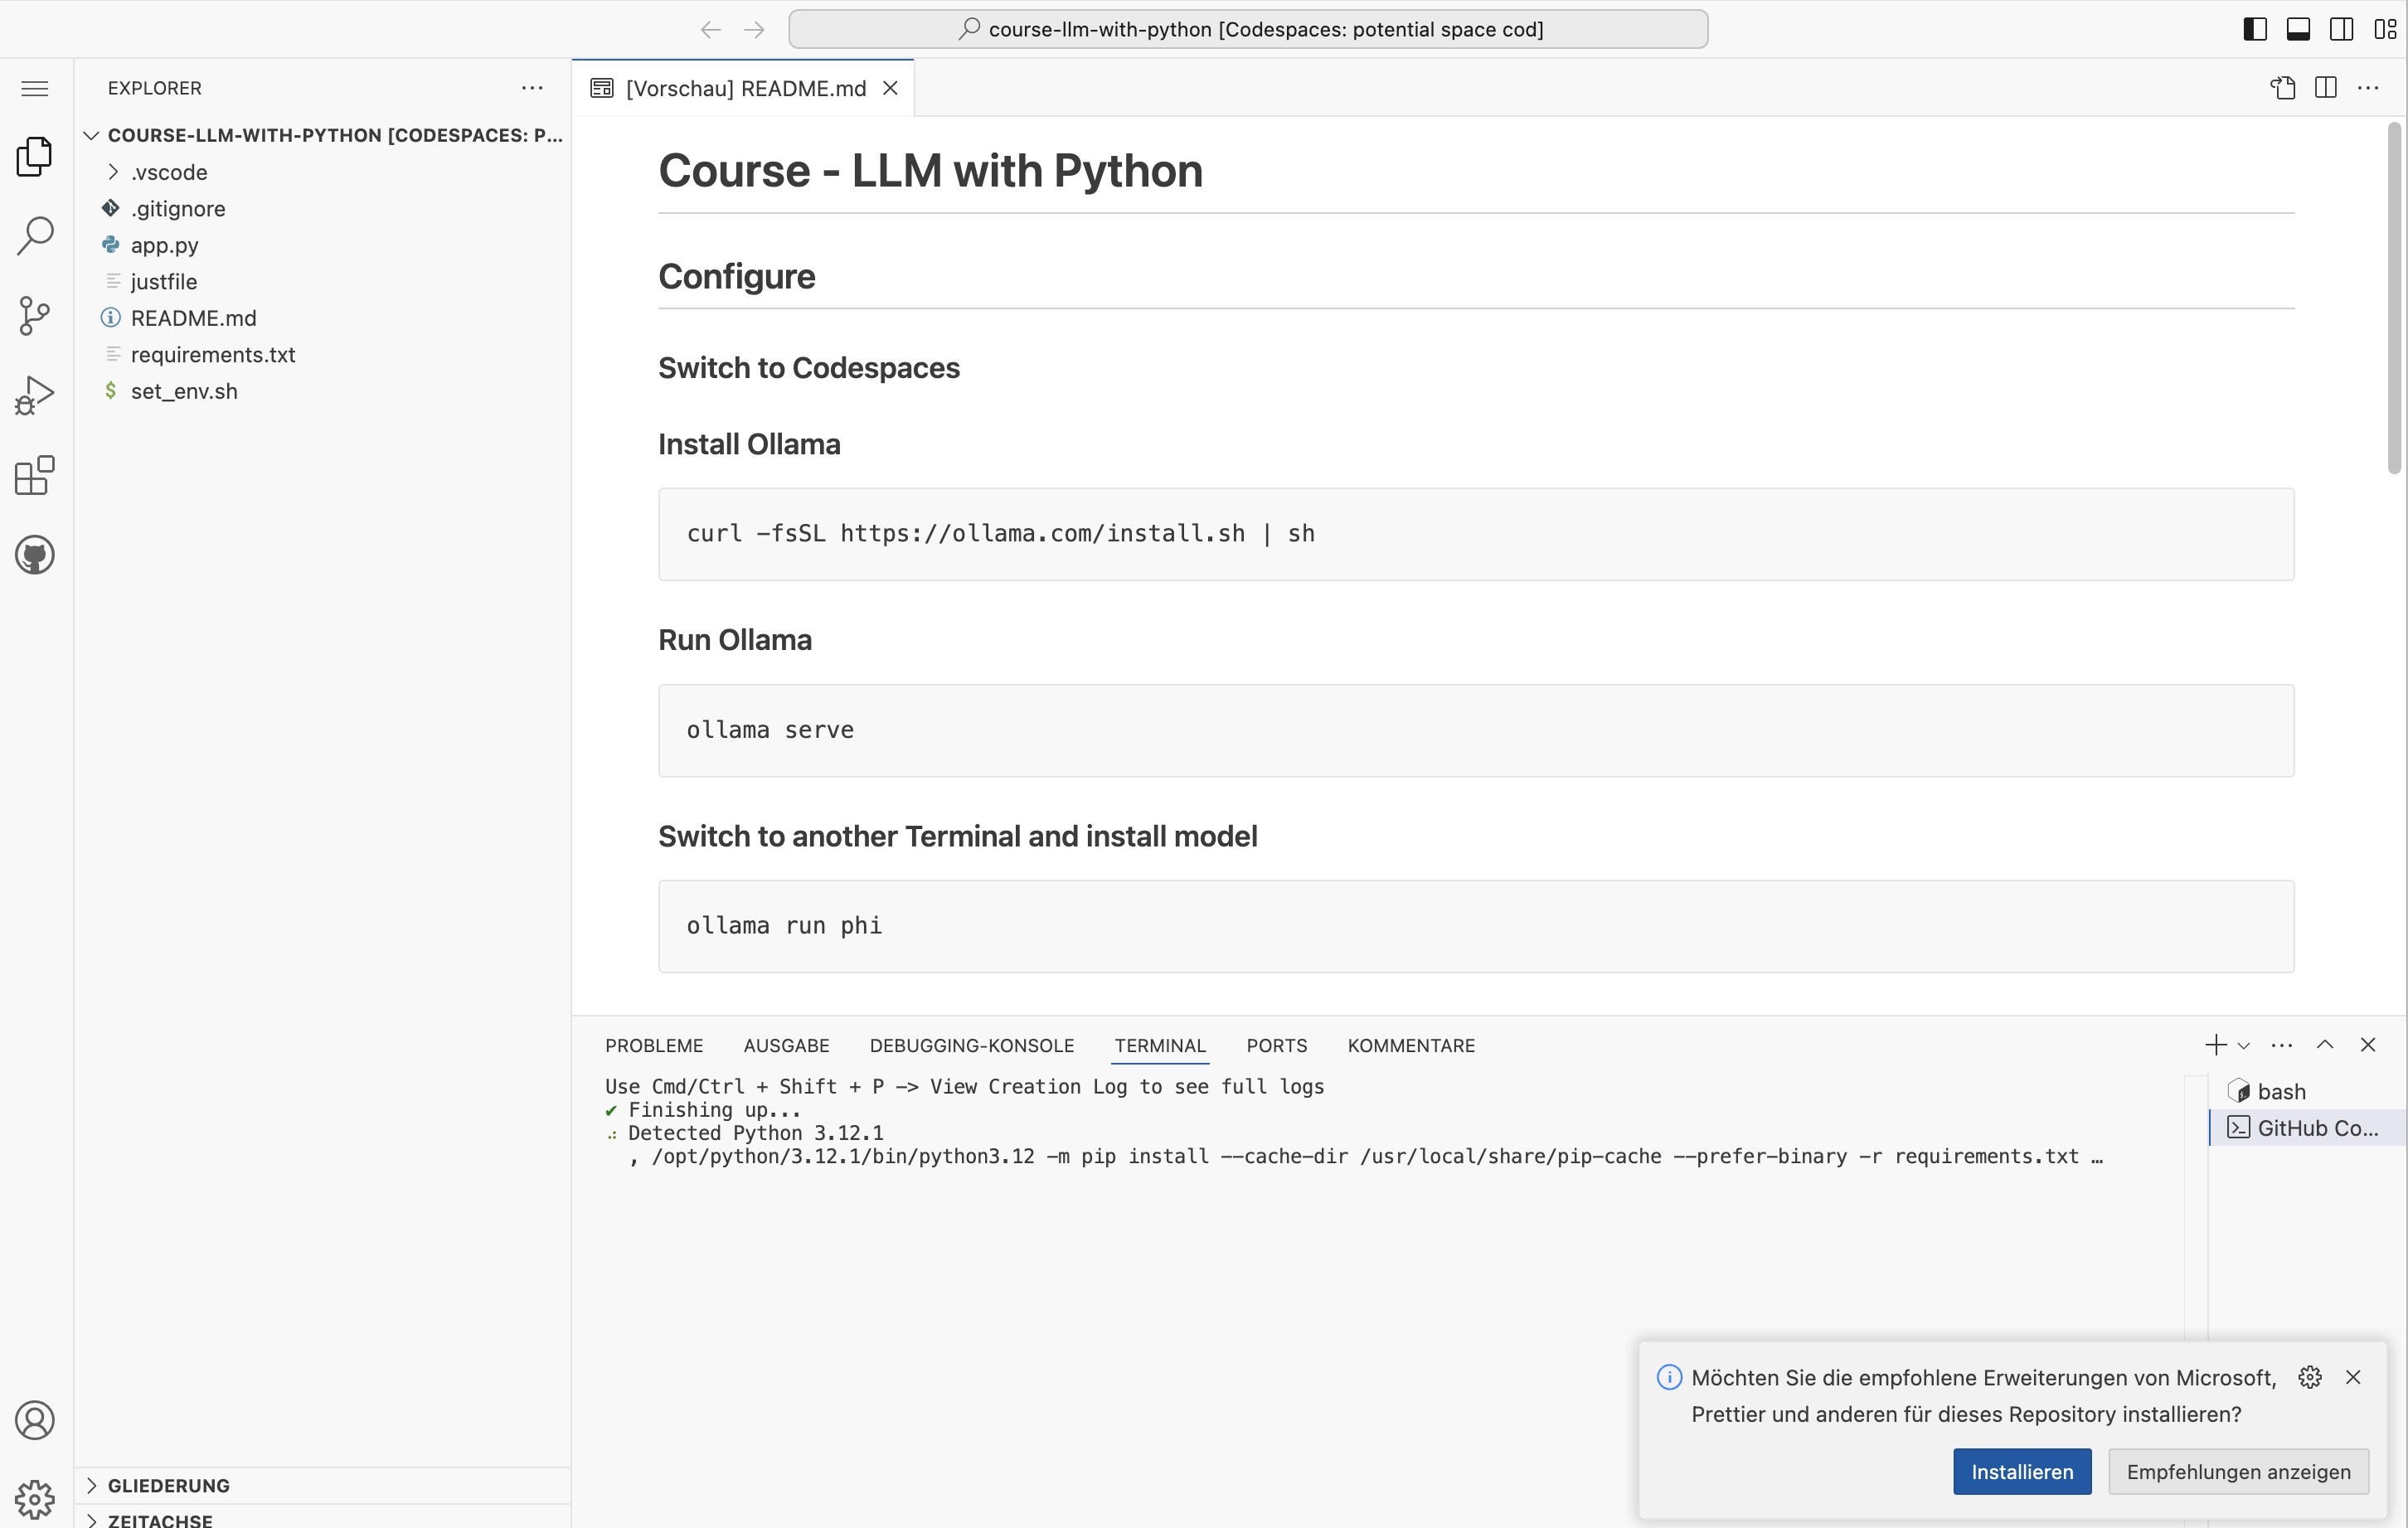 course-llm-with-python [Codespaces: potential space cod]
EXPLORER
COURSE-LLM-WITH-PYTHON [CODESPACES: P...
.vscode
.gitignore
app.py
justfile
README.md
requirements.txt
set_env.sh
GLIEDERUNG
ZEITACHSE
[Vorschau] README.md
Course - LLM with Python
Configure
Switch to Codespaces
Install Ollama
curl -fsSL https://ollama.com/install.sh | sh
Run Ollama
ollama serve
Switch to another Terminal and install model
ollama run phi
PROBLEME AUSGABE DEBUGGING-KONSOLE TERMINAL PORTS KOMMENTARE
Use Cmd/Ctrl + Shift + P -> View Creation Log to see full logs
✔ Finishing up...
⠴ Detected Python 3.12.1
, /opt/python/3.12.1/bin/python3.12 -m pip install --cache-dir /usr/local/share/pip-cache --prefer-binary -r requirements.txt …
bash
GitHub Co...
Möchten Sie die empfohlene Erweiterungen von Microsoft,
Prettier und anderen für dieses Repository installieren?
Installieren
Empfehlungen anzeigen